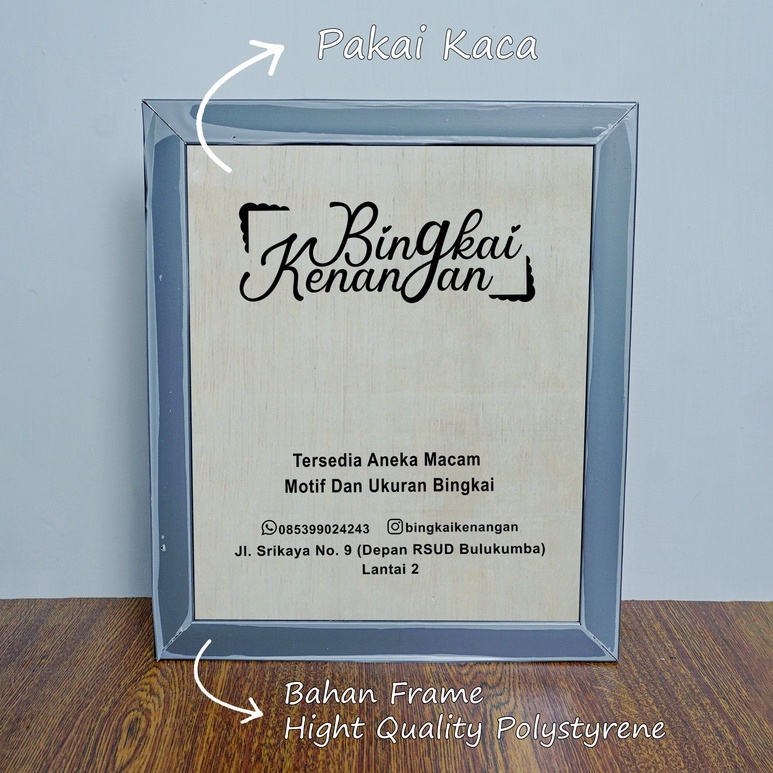 Pakai Kaca
Bingkai
Kenangan
Tersedia Aneka Macam
Motif Dan Ukuran Bingkai
085399024243 bingkaikenangan
Jl. Srikaya No. 9 (Depan RSUD Bulukumba)
Lantai 2
Bahan Frame
Hight Quality Polystyrene